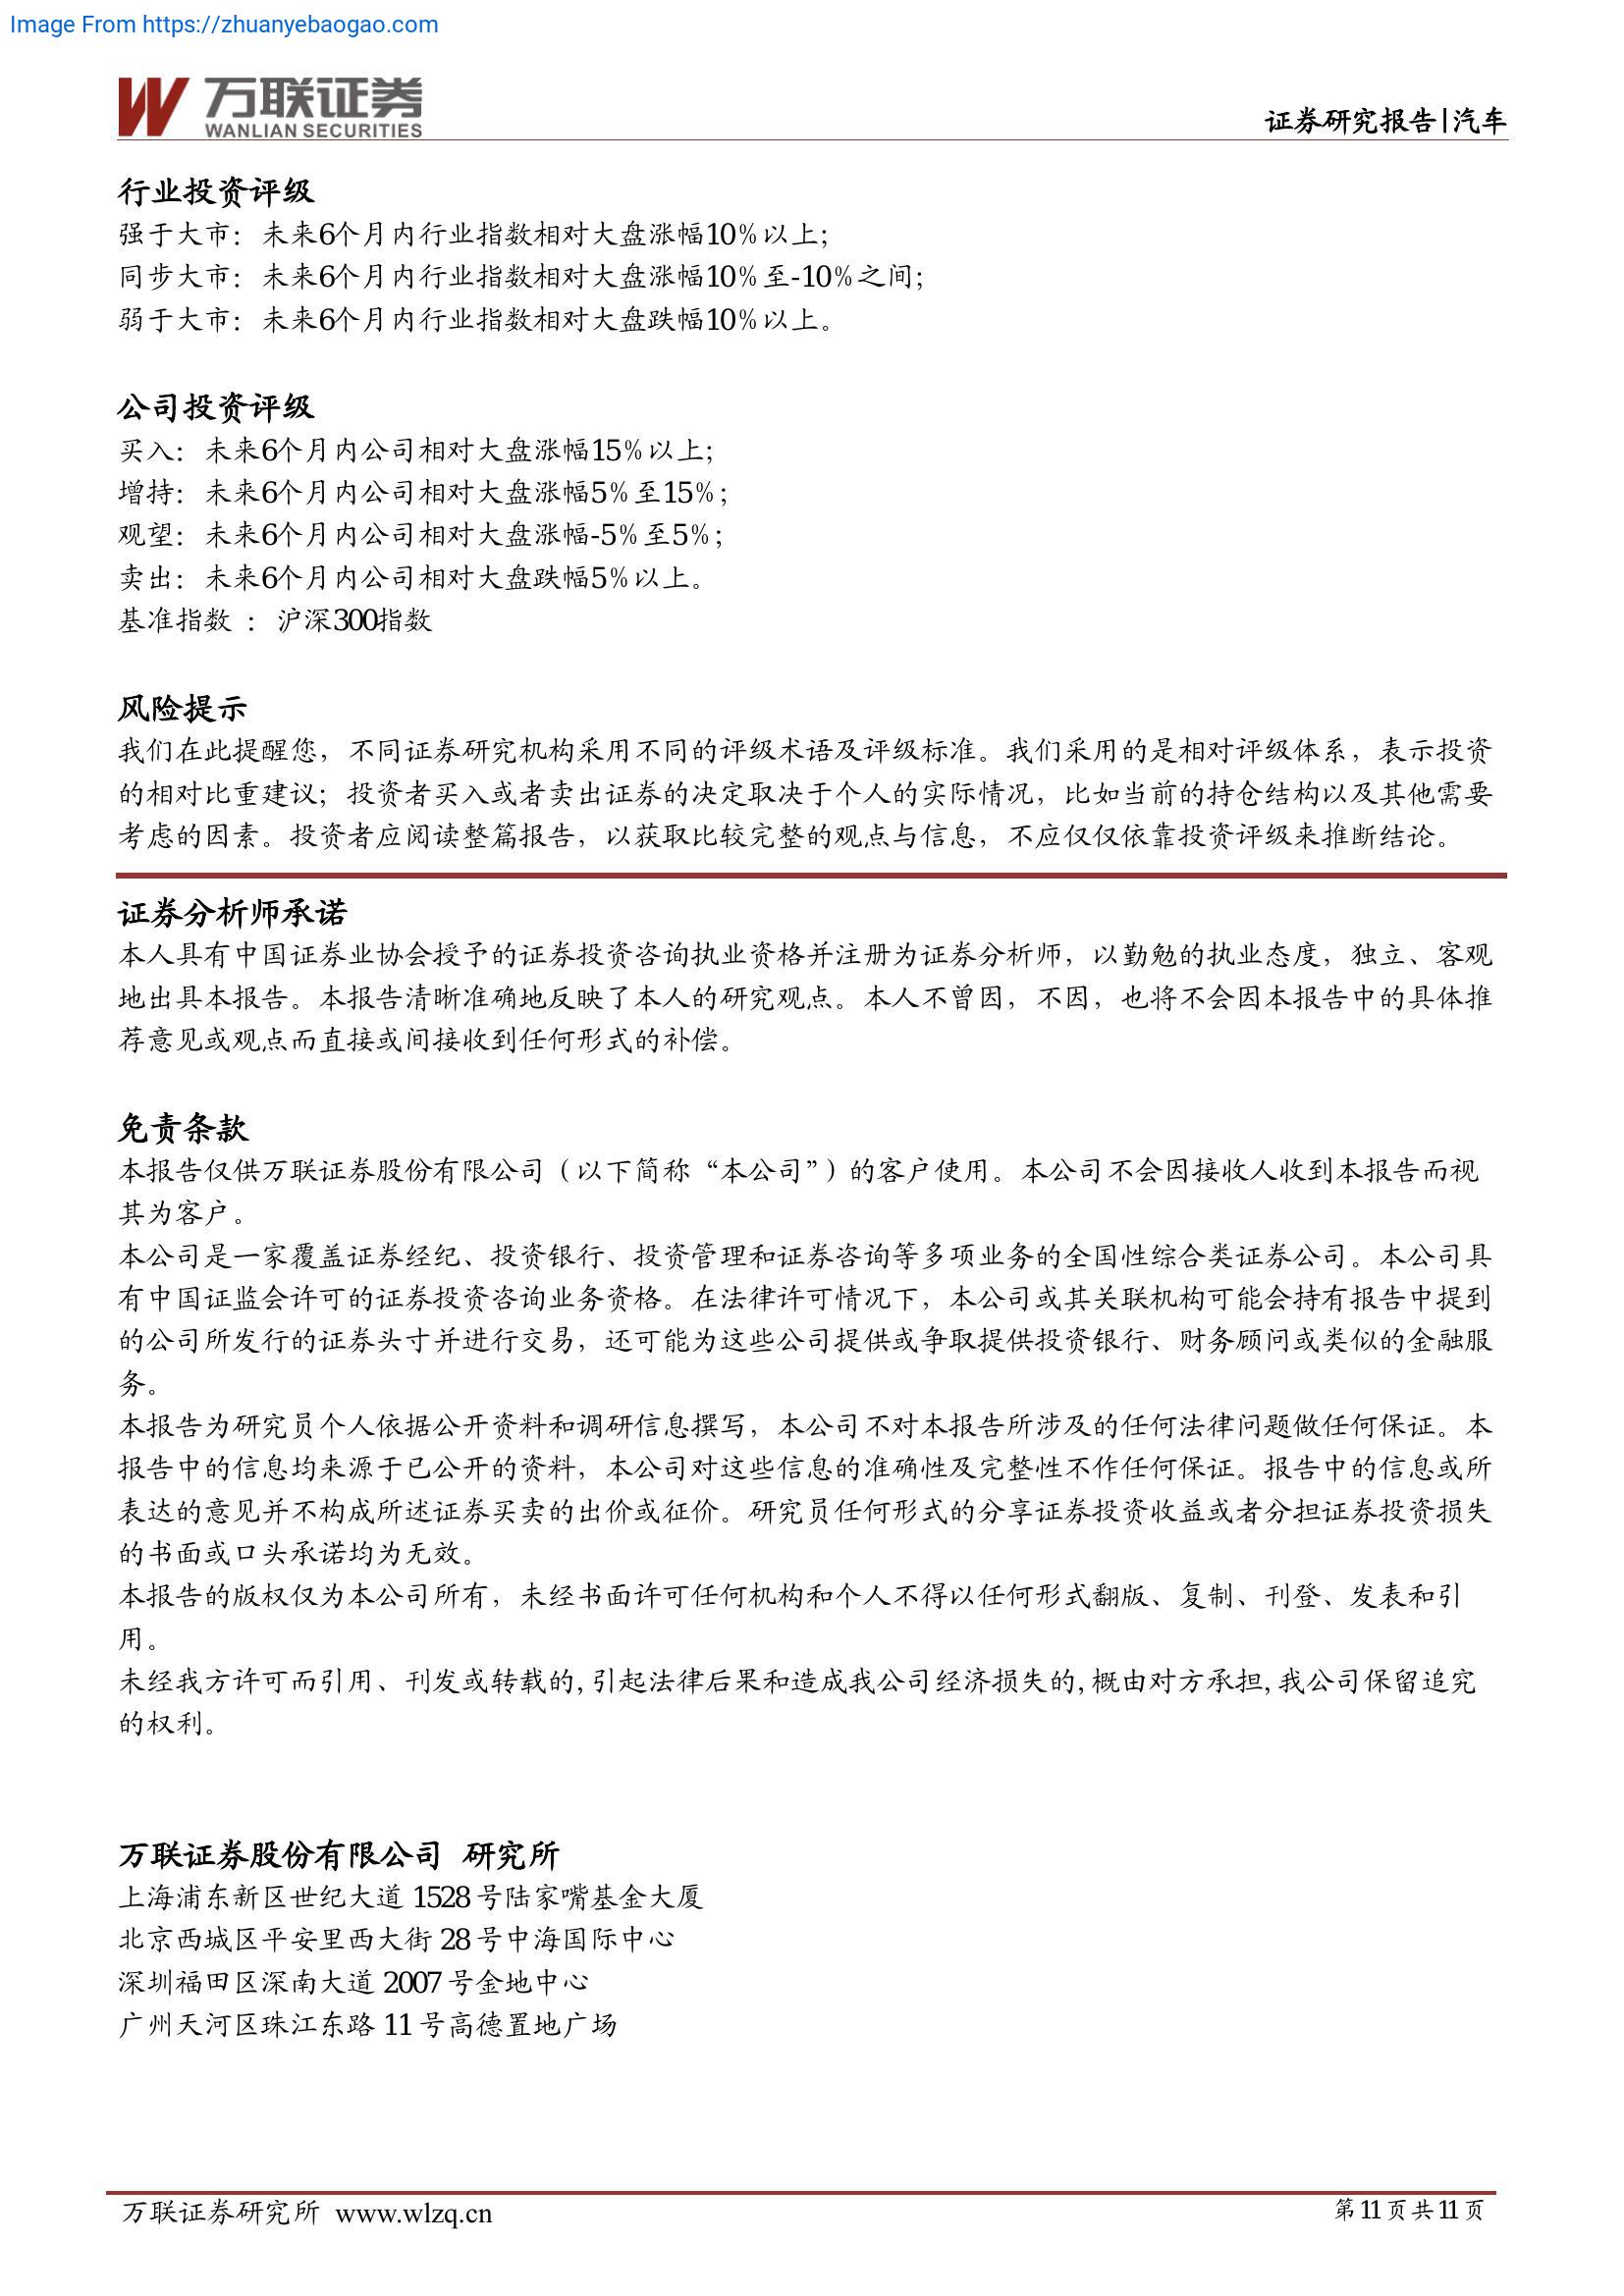 Image From https://zhuanyebaogao.com
万联证券
WANLIAN SECURITIES
证券研究报告|汽车
行业投资评级
强于大市：未来6个月内行业指数相对大盘涨幅10%以上；
同步大市：未来6个月内行业指数相对大盘涨幅10%至-10%之间；
弱于大市：未来6个月内行业指数相对大盘跌幅10%以上。
公司投资评级
买入：未来6个月内公司相对大盘涨幅15%以上；
增持：未来6个月内公司相对大盘涨幅5%至15%；
观望：未来6个月内公司相对大盘涨幅-5%至5%；
卖出：未来6个月内公司相对大盘跌幅5%以上。
基准指数 ：沪深300指数
风险提示
我们在此提醒您，不同证券研究机构采用不同的评级术语及评级标准。我们采用的是相对评级体系，表示投资
的相对比重建议；投资者买入或者卖出证券的决定取决于个人的实际情况，比如当前的持仓结构以及其他需要
考虑的因素。投资者应阅读整篇报告，以获取比较完整的观点与信息，不应仅仅依靠投资评级来推断结论。
证券分析师承诺
本人具有中国证券业协会授予的证券投资咨询执业资格并注册为证券分析师，以勤勉的执业态度，独立、客观
地出具本报告。本报告清晰准确地反映了本人的研究观点。本人不曾因，不因，也将不会因本报告中的具体推
荐意见或观点而直接或间接收到任何形式的补偿。
免责条款
本报告仅供万联证券股份有限公司（以下简称“本公司”）的客户使用。本公司不会因接收人收到本报告而视
其为客户。
本公司是一家覆盖证券经纪、投资银行、投资管理和证券咨询等多项业务的全国性综合类证券公司。本公司具
有中国证监会许可的证券投资咨询业务资格。在法律许可情况下，本公司或其关联机构可能会持有报告中提到
的公司所发行的证券头寸并进行交易，还可能为这些公司提供或争取提供投资银行、财务顾问或类似的金融服
务。
本报告为研究员个人依据公开资料和调研信息撰写，本公司不对本报告所涉及的任何法律问题做任何保证。本
报告中的信息均来源于已公开的资料，本公司对这些信息的准确性及完整性不作任何保证。报告中的信息或所
表达的意见并不构成所述证券买卖的出价或征价。研究员任何形式的分享证券投资收益或者分担证券投资损失
的书面或口头承诺均为无效。
本报告的版权仅为本公司所有，未经书面许可任何机构和个人不得以任何形式翻版、复制、刊登、发表和引
用。
未经我方许可而引用、刊发或转载的,引起法律后果和造成我公司经济损失的,概由对方承担,我公司保留追究
的权利。
万联证券股份有限公司 研究所
上海浦东新区世纪大道 1528 号陆家嘴基金大厦
北京西城区平安里西大街 28 号中海国际中心
深圳福田区深南大道 2007 号金地中心
广州天河区珠江东路 11 号高德置地广场
万联证券研究所 www.wlzq.cn
第 11 页 共 11 页